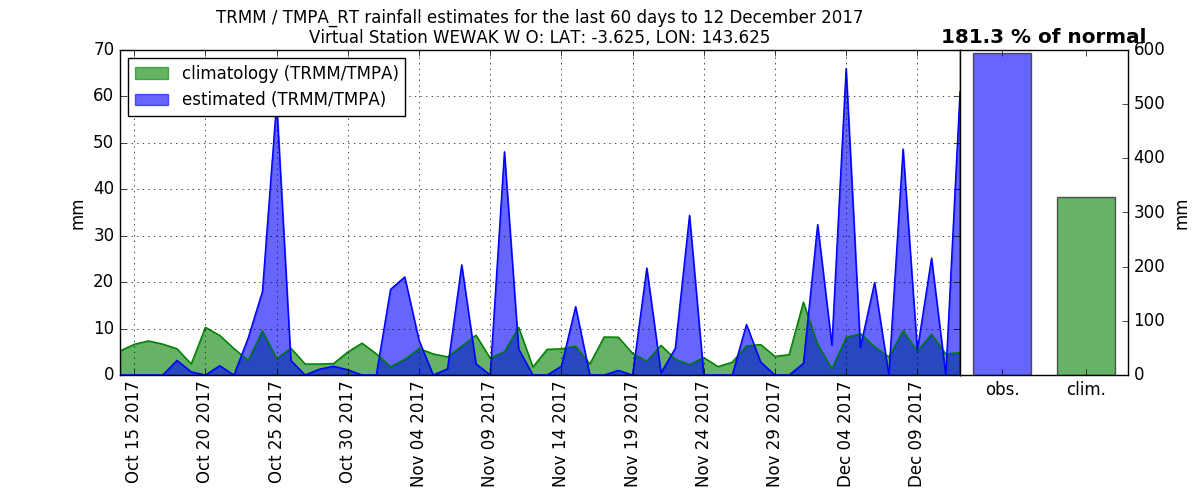 TRMM / TMPA_RT rainfall estimates for the last 60 days to 12 December 2017
Virtual Station WEWAK W O: LAT: -3.625, LON: 143.625
181.3 % of normal
climatology (TRMM/TMPA)
estimated (TRMM/TMPA)
70
60
50
40
30
20
10
0
mm
Oct 15 2017
Oct 20 2017
Oct 25 2017
Oct 30 2017
Nov 04 2017
Nov 09 2017
Nov 14 2017
Nov 19 2017
Nov 24 2017
Nov 29 2017
Dec 04 2017
Dec 09 2017
obs.
clim.
600
500
400
300
200
100
0
mm